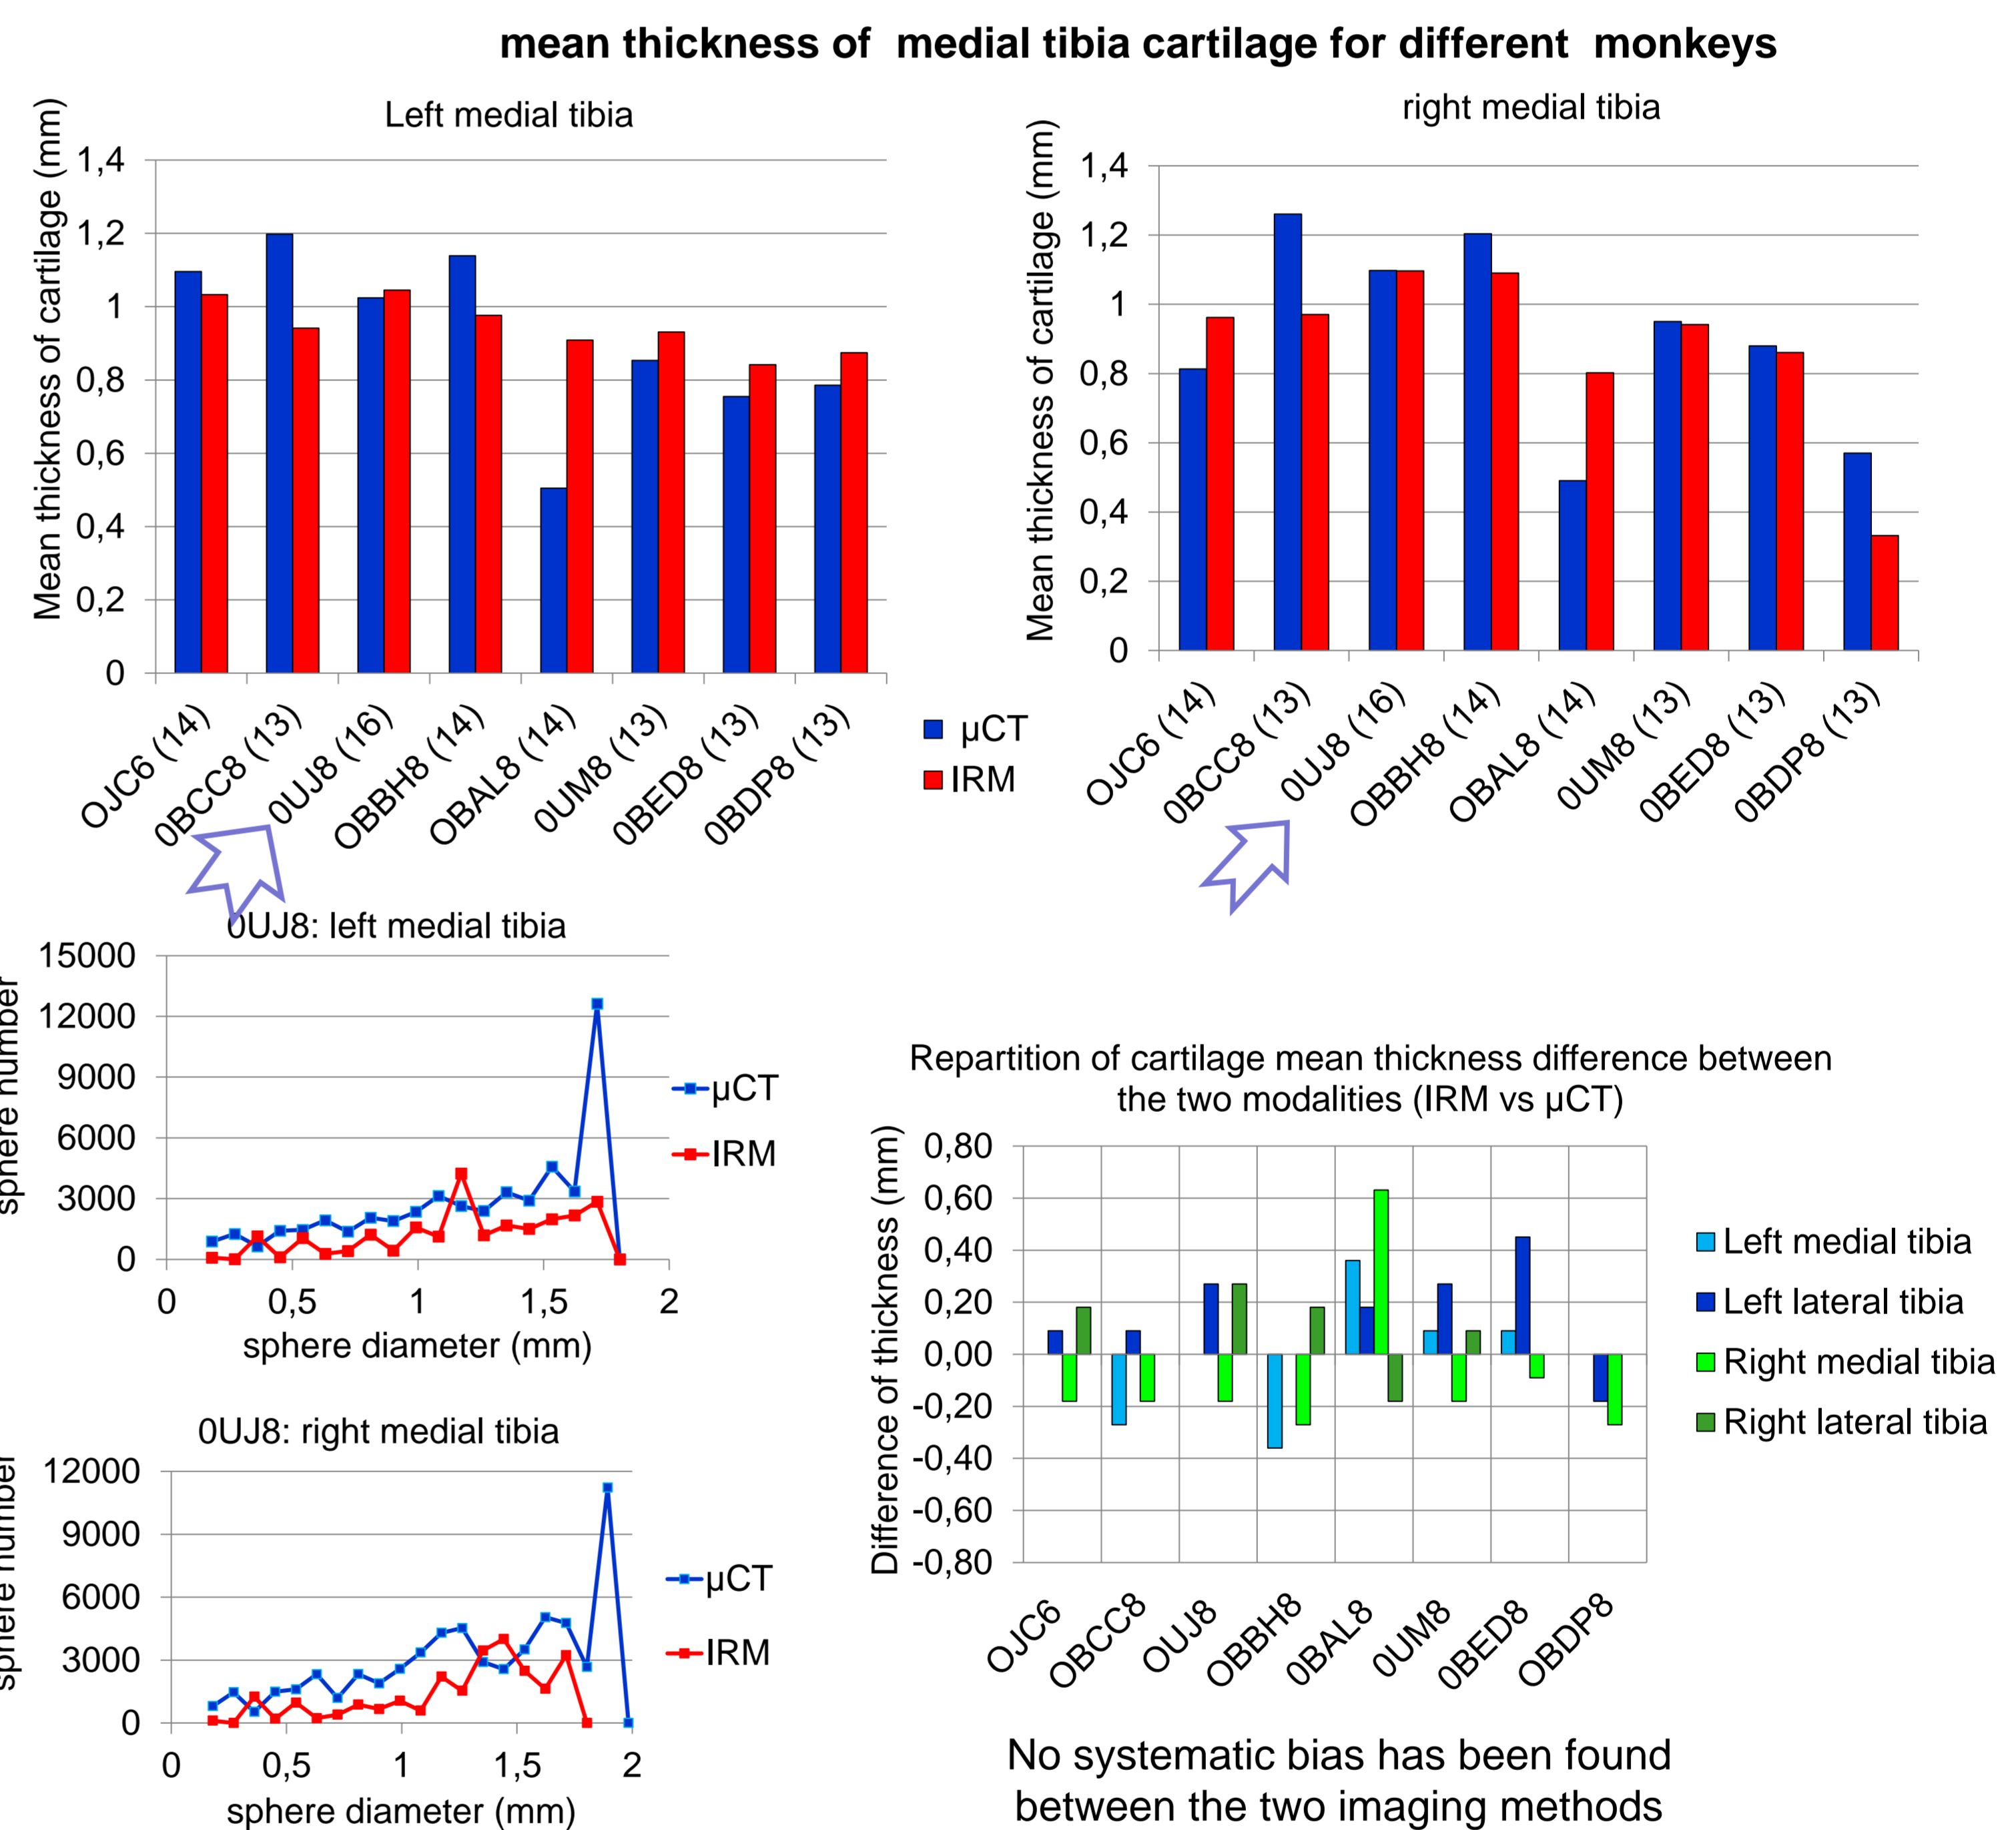 mean thickness of  medial tibia cartilage for different  monkeys
Left medial tibia
Mean thickness of cartilage (mm)
1,4
1,2
1
0,8
0,6
0,4
0,2
0
OJC6 (14)
0BCC8 (13)
0UJ8 (16)
OBBH8 (14)
OBAL8 (14)
0UM8 (13)
0BED8 (13)
0BDP8 (13)
µCT
IRM
right medial tibia
Mean thickness of cartilage (mm)
1,4
1,2
1
0,8
0,6
0,4
0,2
0
OJC6 (14)
0BCC8 (13)
0UJ8 (16)
OBBH8 (14)
OBAL8 (14)
0UM8 (13)
0BED8 (13)
0BDP8 (13)
0UJ8: left medial tibia
sphere number
15000
12000
9000
6000
3000
0
0 0,5 1 1,5 2
sphere diameter (mm)
µCT
IRM
0UJ8: right medial tibia
sphere number
12000
9000
6000
3000
0
0 0,5 1 1,5 2
sphere diameter (mm)
µCT
IRM
Repartition of cartilage mean thickness difference between
the two modalities (IRM vs µCT)
Difference of thickness (mm)
0,80
0,60
0,40
0,20
0,00
-0,20
-0,40
-0,60
-0,80
OJC6
OBCC8
OUJ8
OBBH8
0BAL8
0UM8
0BED8
OBDP8
Left medial tibia
Left lateral tibia
Right medial tibia
Right lateral tibia
No systematic bias has been found
between the two imaging methods